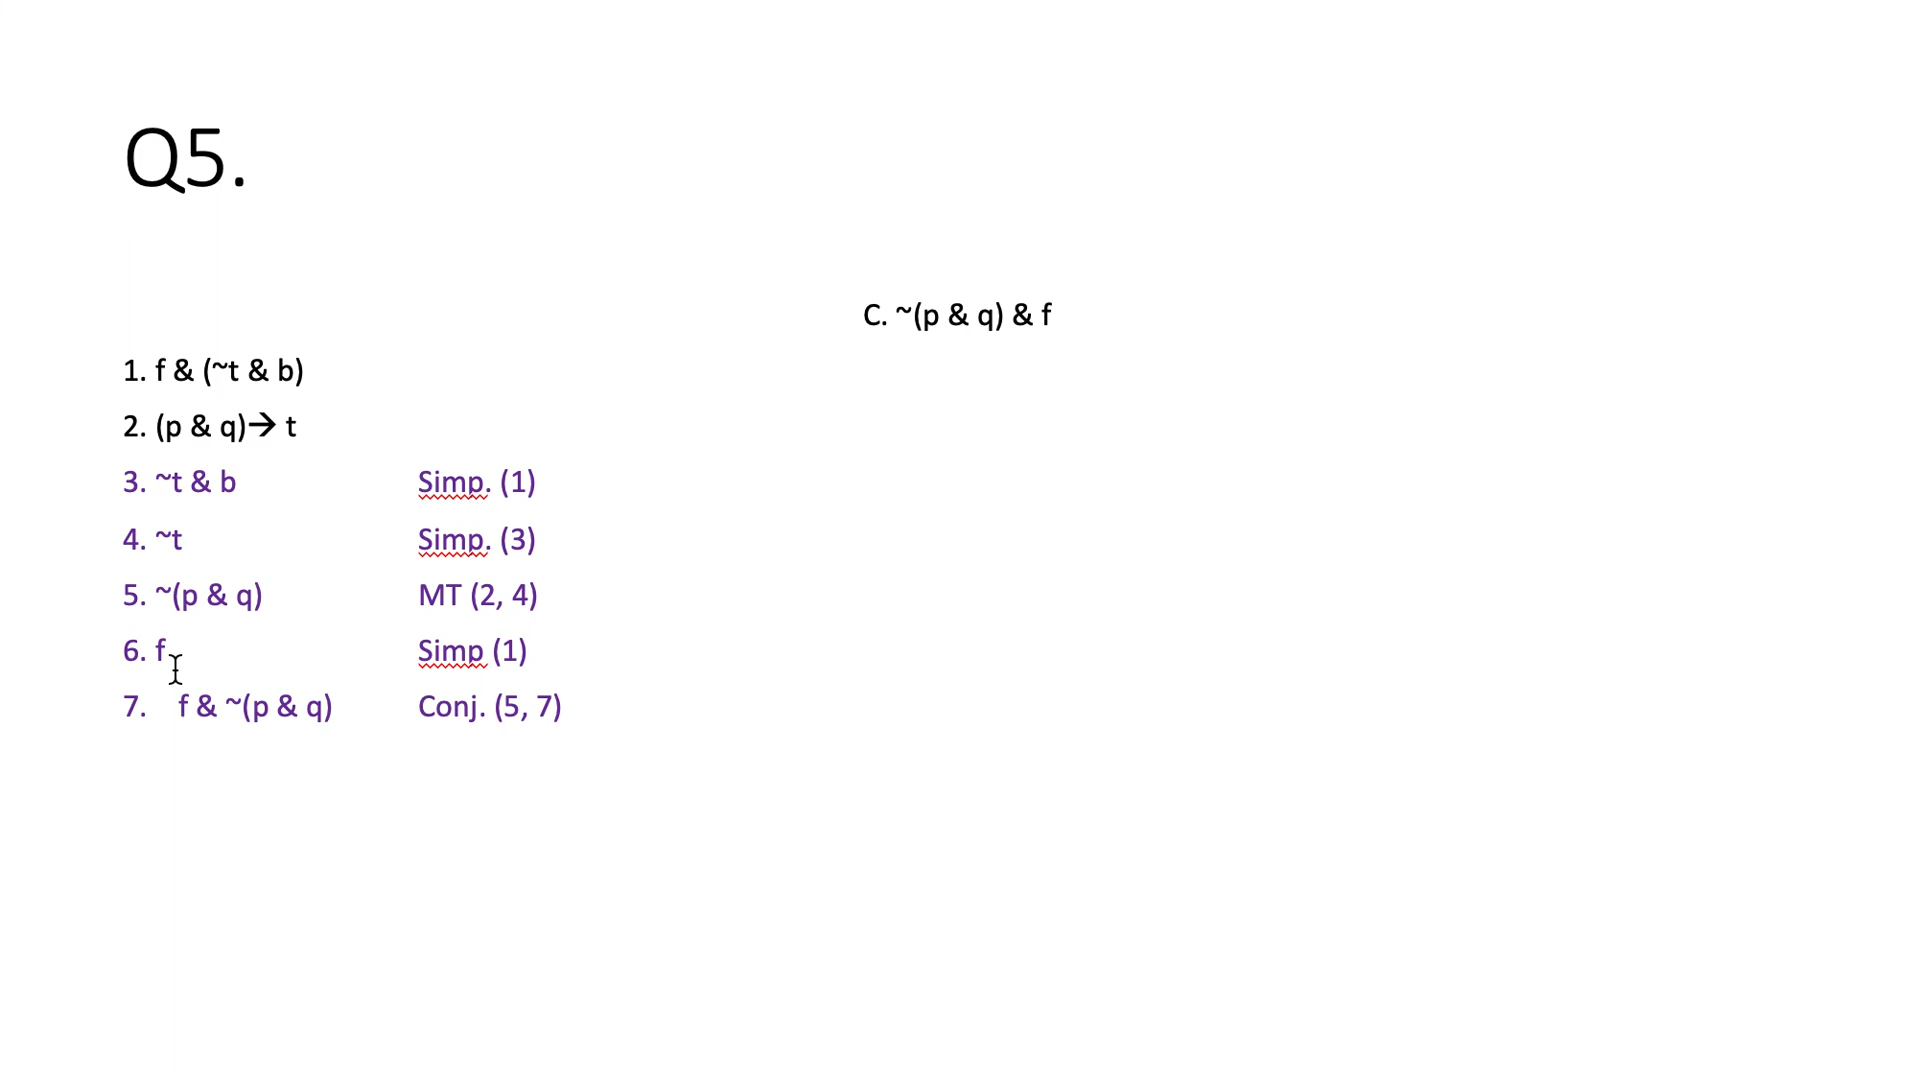 Q5.
C. ~(p & q) & f
1. f & (~t & b)
2. (p & q)→ t
3. ~t & b Simp. (1)
4. ~t Simp. (3)
5. ~(p & q) MT (2, 4)
6. f Simp (1)
7. f & ~(p & q) Conj. (5, 7)